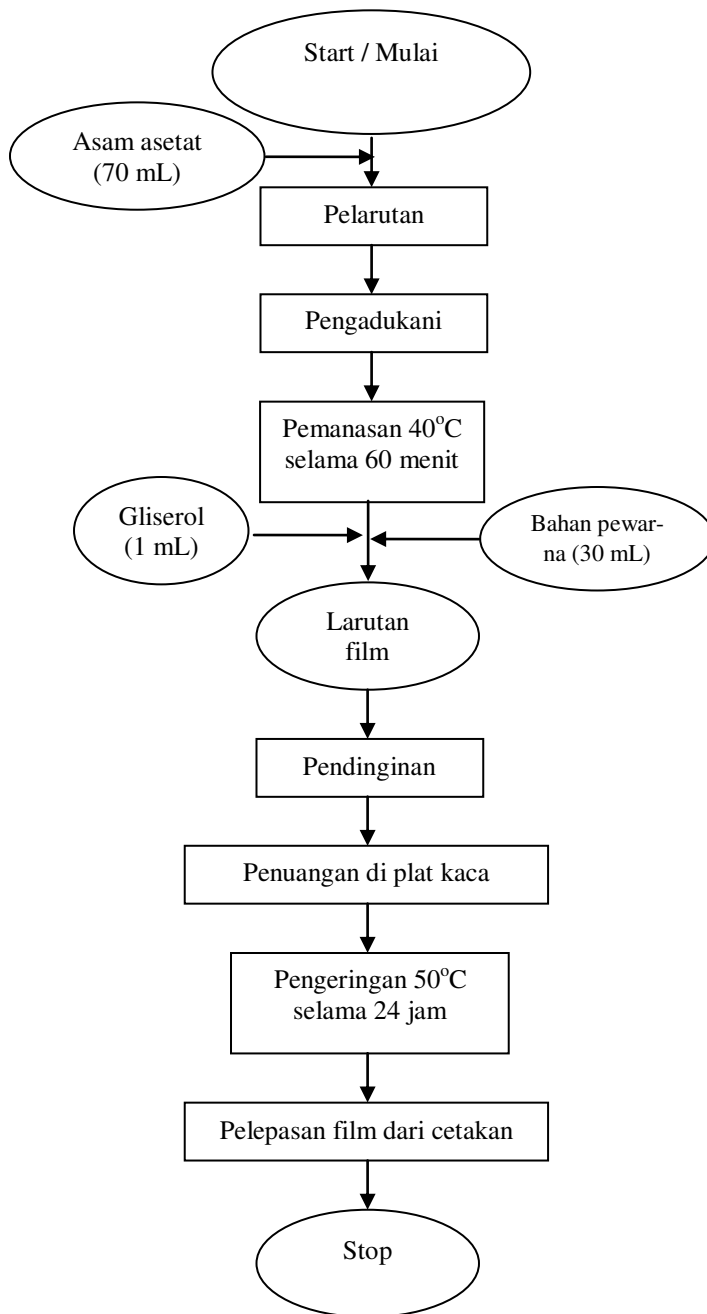 Start / Mulai
Asam asetat
(70 mL)
Pelarutan
Pengadukani
Pemanasan 40°C
selama 60 menit
Gliserol
(1 mL)
Bahan pewar-
na (30 mL)
Larutan
film
Pendinginan
Penuangan di plat kaca
Pengeringan 50°C
selama 24 jam
Pelepasan film dari cetakan
Stop